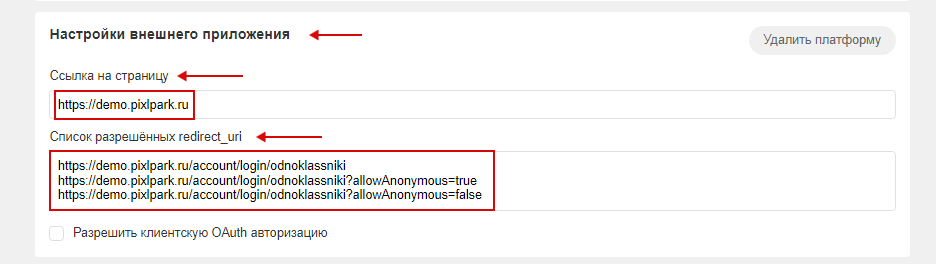 Настройки внешнего приложения
Удалить платформу
Ссылка на страницу
https://demo.pixlpark.ru
Список разрешённых redirect_uri
https://demo.pixlpark.ru/account/login/odnoklassniki
https://demo.pixlpark.ru/account/login/odnoklassniki?allowAnonymous=true
https://demo.pixlpark.ru/account/login/odnoklassniki?allowAnonymous=false
Разрешить клиентскую OAuth авторизацию